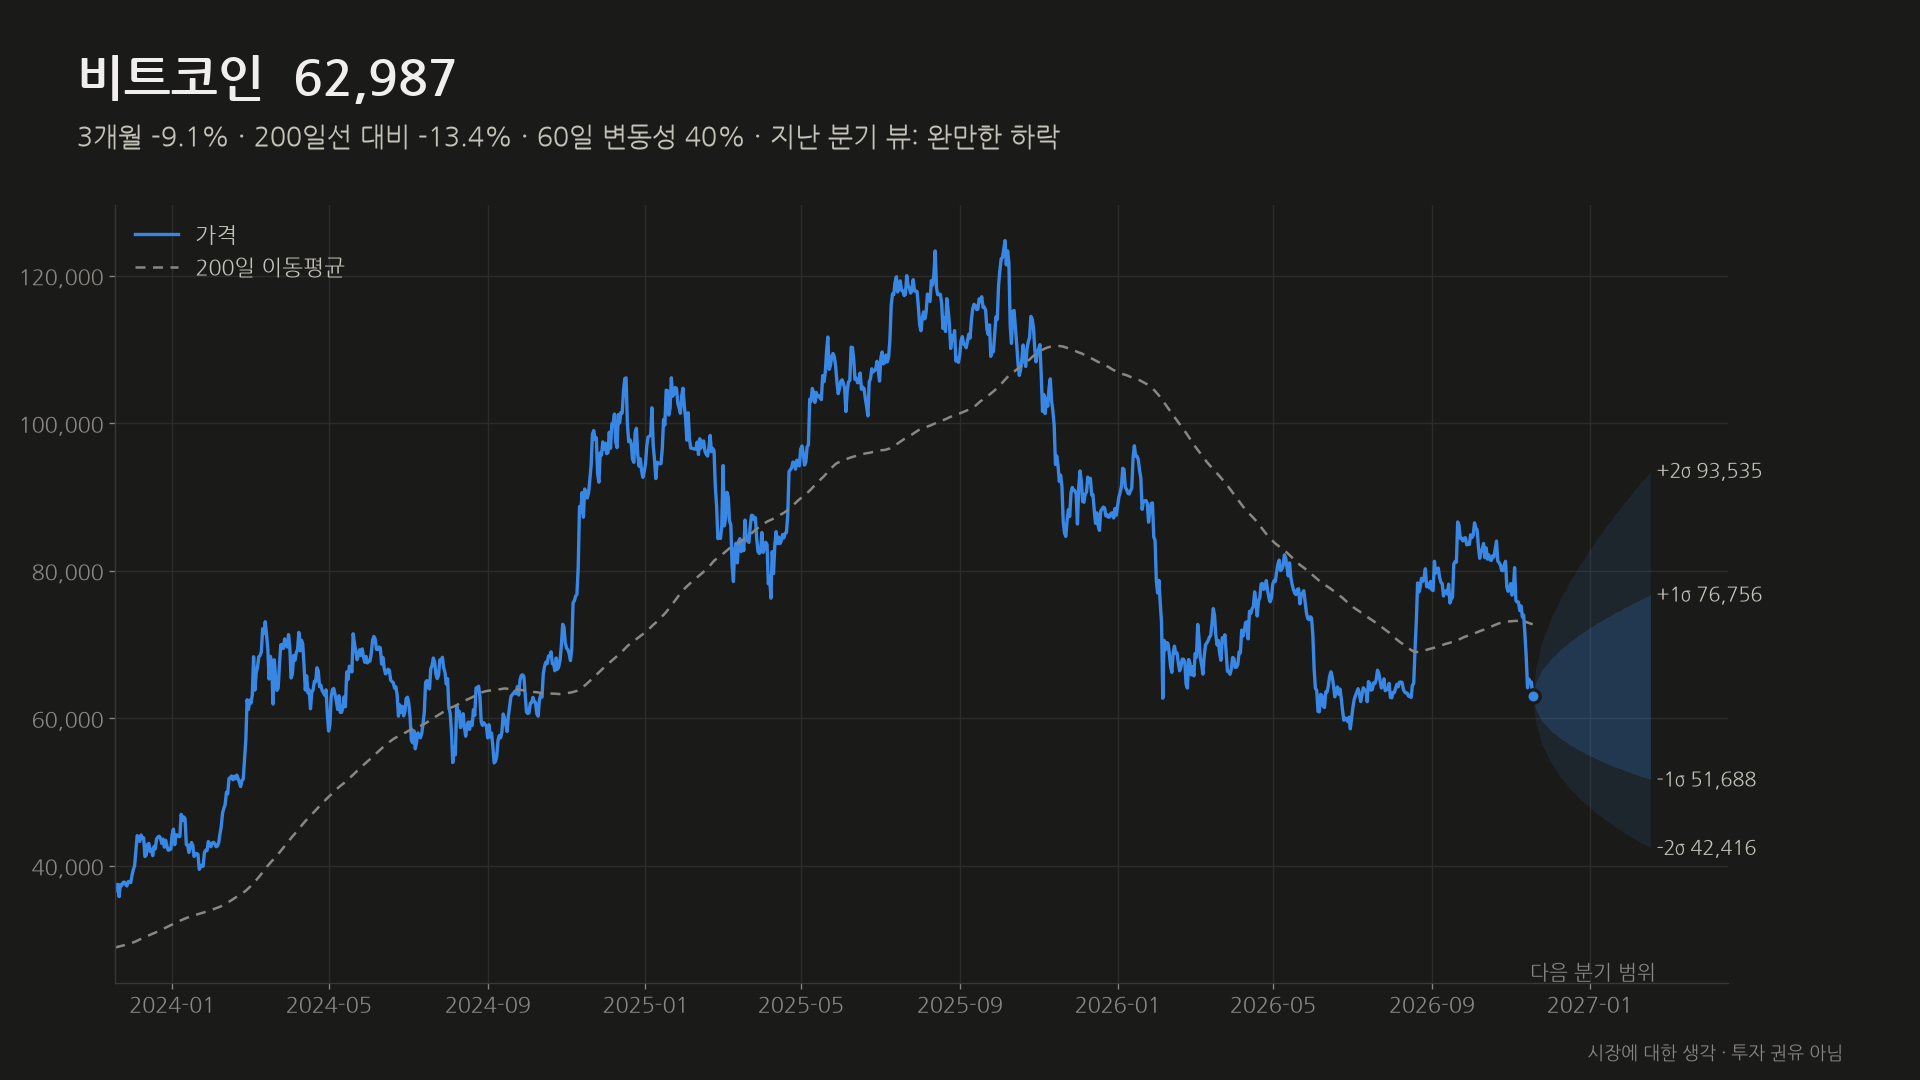 비트코인 62,987
3개월 -9.1% · 200일선 대비 -13.4% · 60일 변동성 40% · 지난 분기 뷰: 완만한 하락
가격
200일 이동평균
120,000
100,000
80,000
60,000
40,000
+2σ 93,535
+1σ 76,756
-1σ 51,688
-2σ 42,416
다음 분기 범위
2024-01 2024-05 2024-09 2025-01 2025-05 2025-09 2026-01 2026-05 2026-09 2027-01
시장에 대한 생각 · 투자 권유 아님